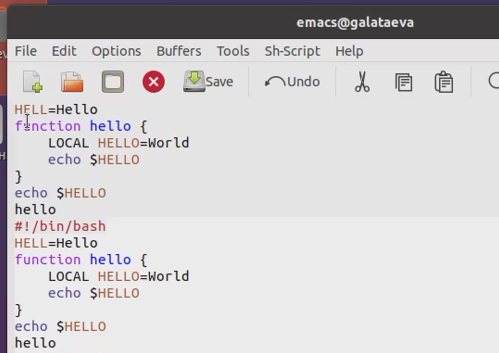 emacs@galataeva
File Edit Options Buffers Tools Sh-Script Help
Save Undo
HELL=Hello
function hello {
    LOCAL HELLO=World
    echo $HELLO
}
echo $HELLO
hello
#!/bin/bash
HELL=Hello
function hello {
    LOCAL HELLO=World
    echo $HELLO
}
echo $HELLO
hello